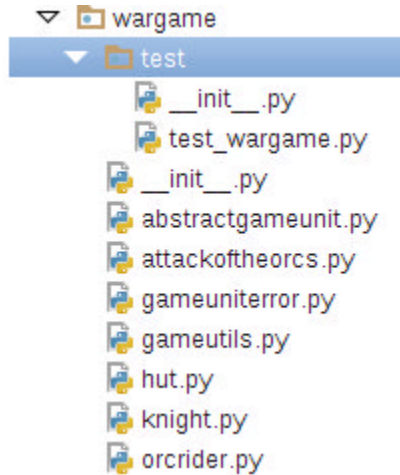 wargame
test
__init__.py
test_wargame.py
__init__.py
abstractgameunit.py
attackoftheorcs.py
gameuniterror.py
gameutils.py
hut.py
knight.py
orcrider.py